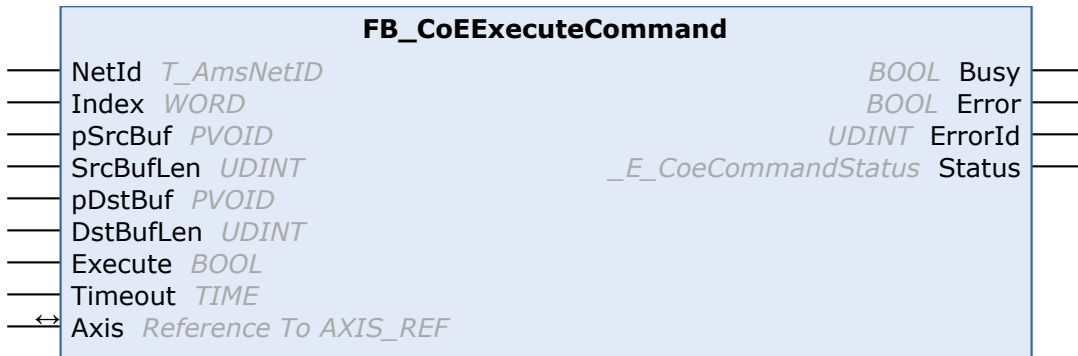 FB_CoEExecuteCommand
NetId T_AmsNetID BOOL Busy
Index WORD BOOL Error
pSrcBuf PVOID UDINT ErrorId
SrcBufLen UDINT _E_CoeCommandStatus Status
pDstBuf PVOID
DstBufLen UDINT
Execute BOOL
Timeout TIME
↔ Axis Reference To AXIS_REF